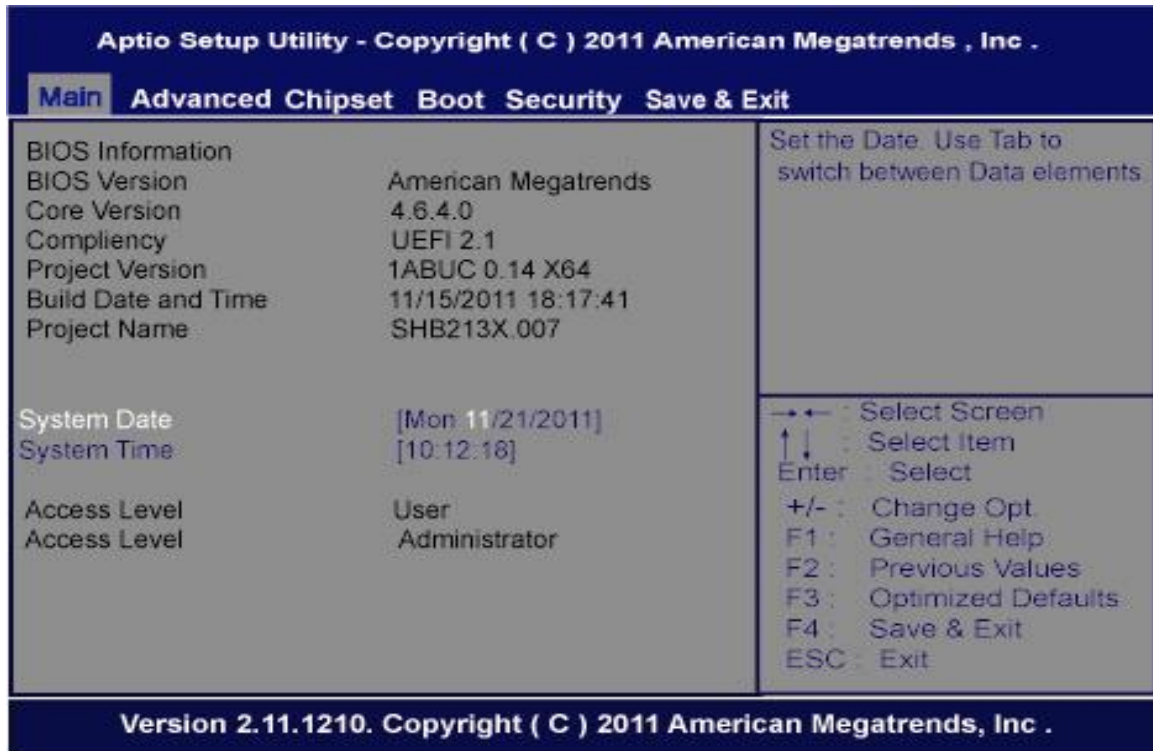 Aptio Setup Utility - Copyright ( C ) 2011 American Megatrends , Inc .
Main Advanced Chipset Boot Security Save & Exit
BIOS Information
BIOS Version American Megatrends
Core Version 4.6.4.0
Compliency UEFI 2.1
Project Version 1ABUC 0.14 X64
Build Date and Time 11/15/2011 18:17:41
Project Name SHB213X.007
System Date [Mon 11/21/2011]
System Time [10:12:18]
Access Level User
Access Level Administrator
Set the Date. Use Tab to
switch between Data elements
→ ← : Select Screen
↑ ↓ : Select Item
Enter : Select
+/- : Change Opt.
F1 : General Help
F2 : Previous Values
F3 : Optimized Defaults
F4 : Save & Exit
ESC : Exit
Version 2.11.1210. Copyright ( C ) 2011 American Megatrends, Inc .